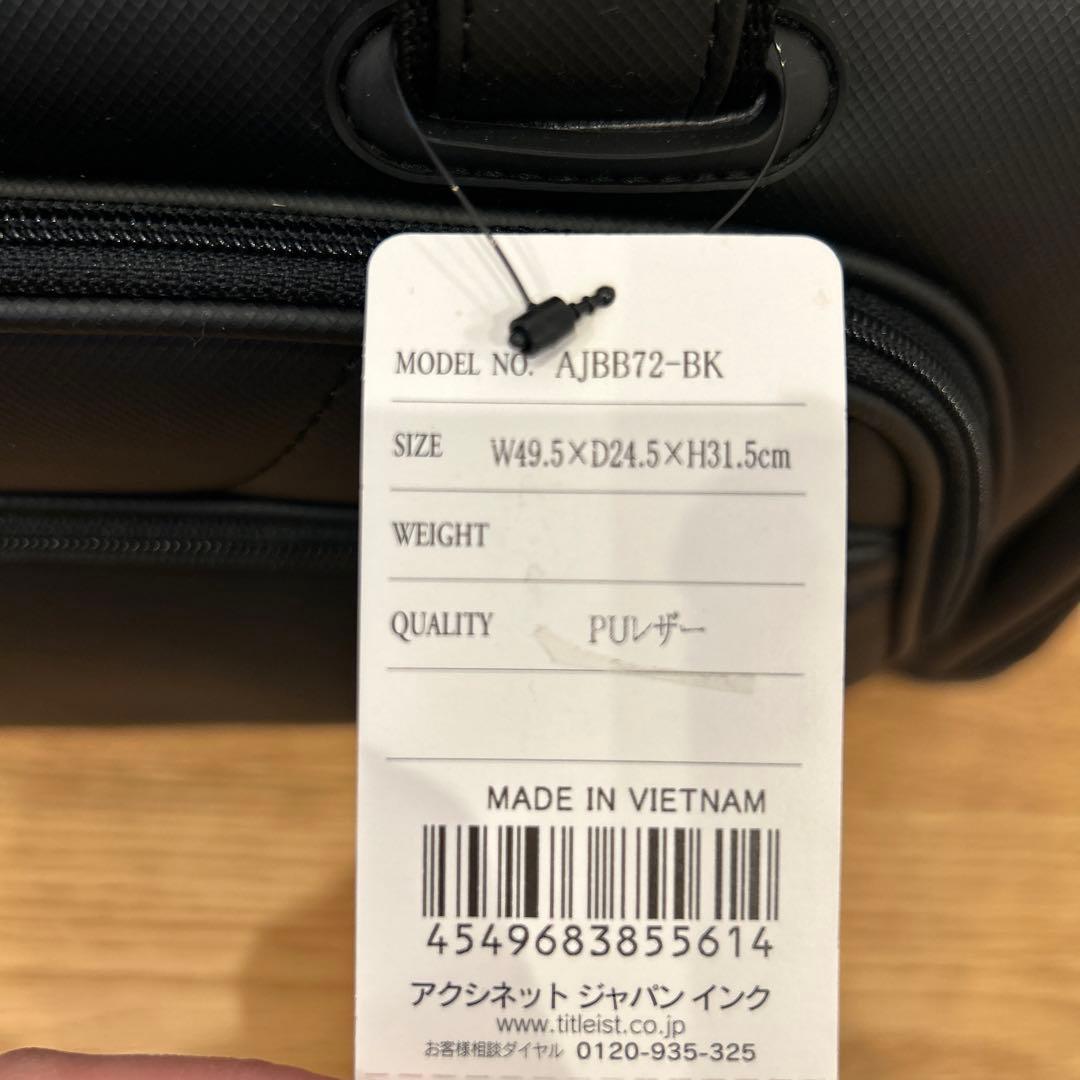 MODEL NO. AJBB72-BK
SIZE W49.5×D24.5×H31.5cm
WEIGHT
QUALITY PUレザー
MADE IN VIETNAM
4549683855614
アクシネット ジャパン インク
www.titleist.co.jp
お客様相談ダイヤル 0120-935-325